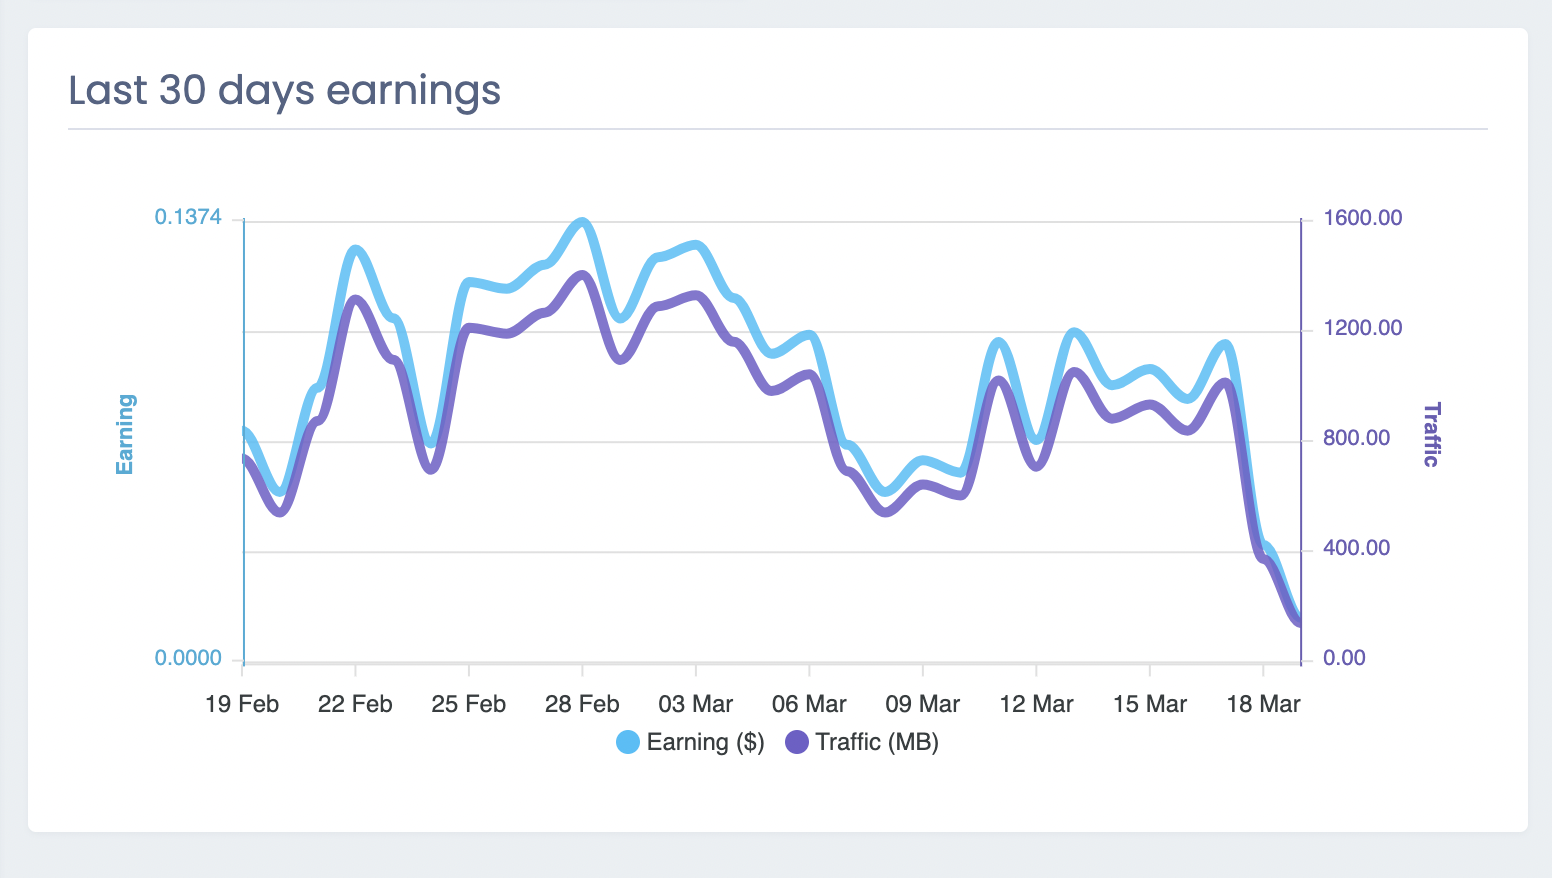 Last 30 days earnings
0.1374
0.0000
Earning
1600.00
1200.00
800.00
400.00
0.00
Traffic
19 Feb 22 Feb 25 Feb 28 Feb 03 Mar 06 Mar 09 Mar 12 Mar 15 Mar 18 Mar
Earning ($) Traffic (MB)